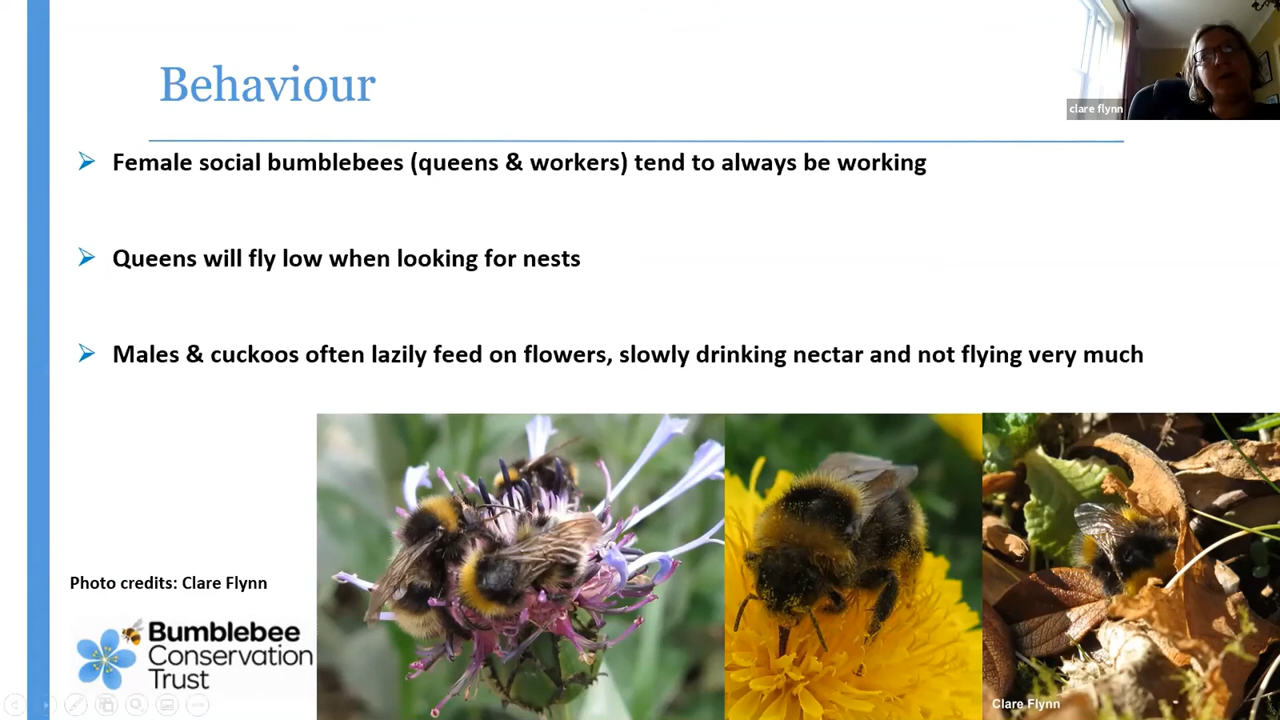 Behaviour
clare flynn
➢ Female social bumblebees (queens & workers) tend to always be working
➢ Queens will fly low when looking for nests
➢ Males & cuckoos often lazily feed on flowers, slowly drinking nectar and not flying very much
Photo credits: Clare Flynn
Bumblebee
Conservation
Trust
Clare Flynn